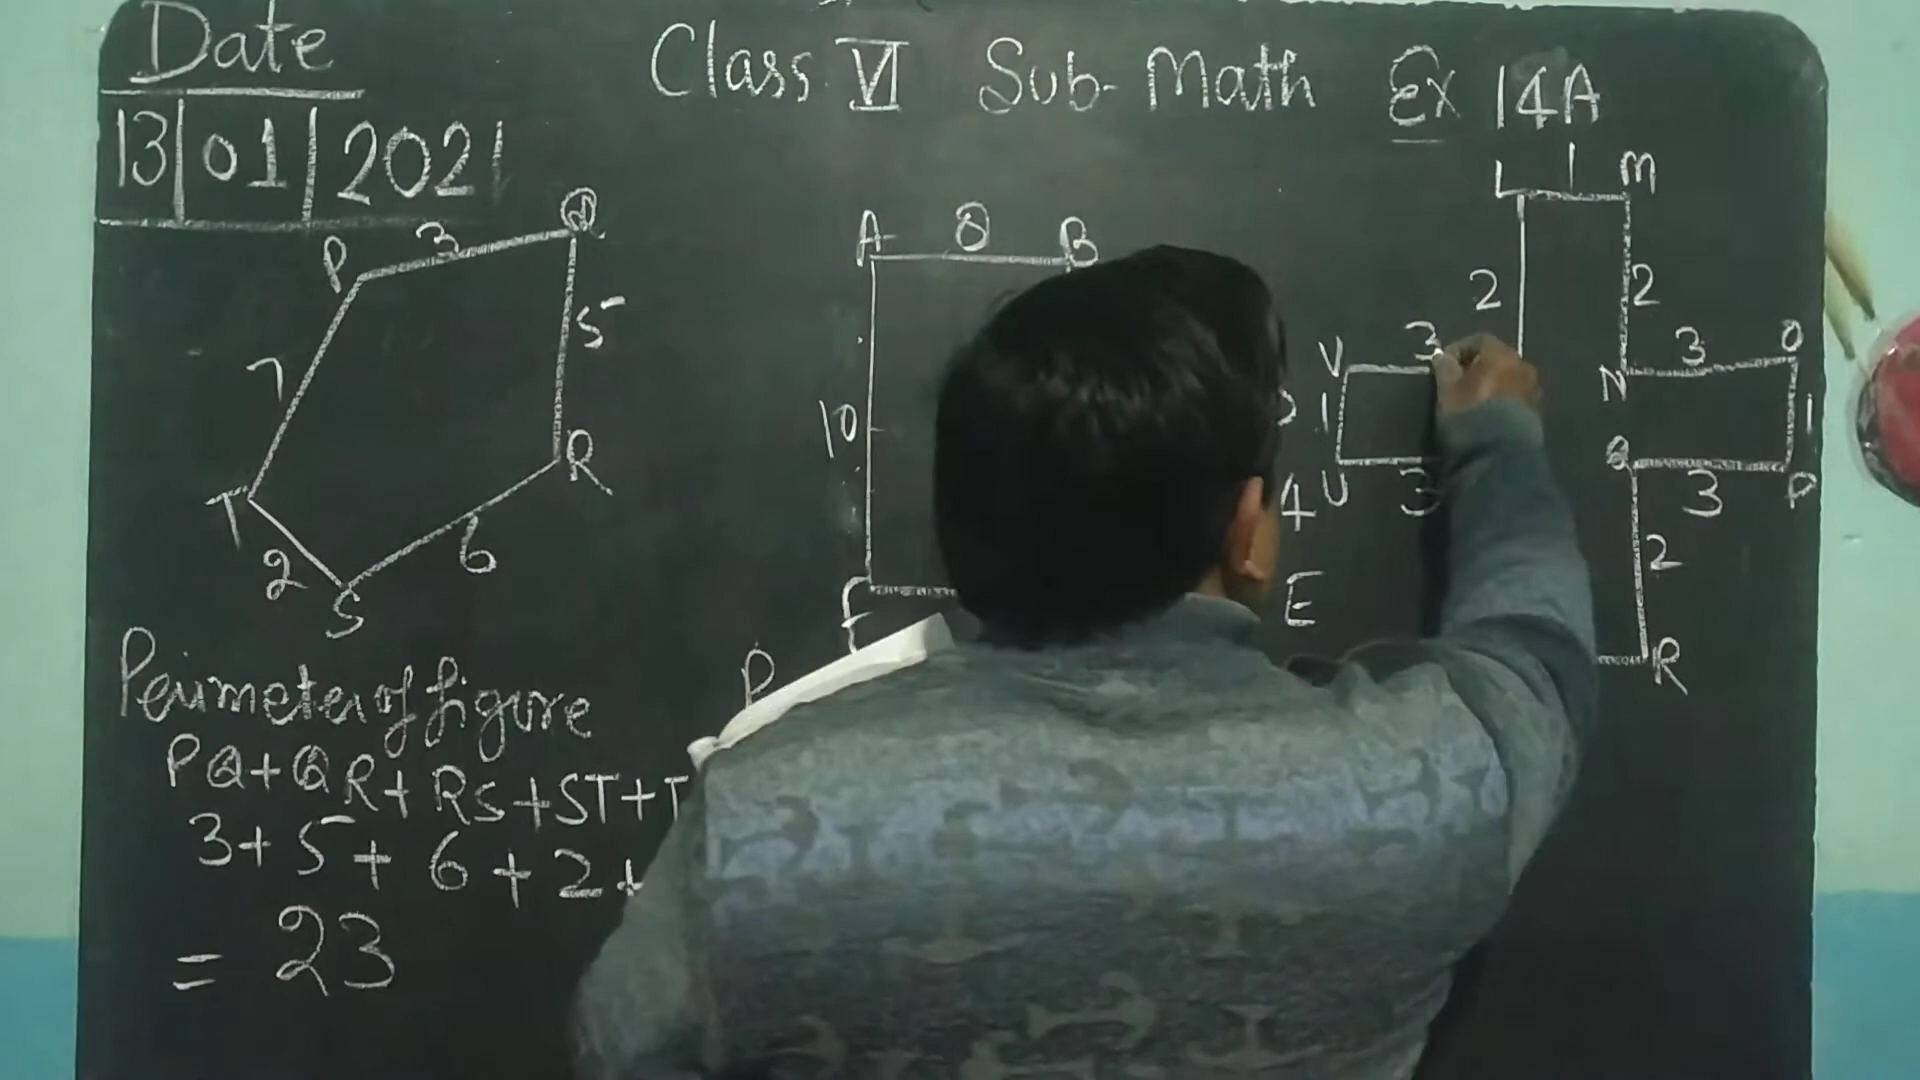 Date
13|01|2021
Class VI Sub- Math Ex 14A
P 3 Q
7 5
T R
2 6
S
A 8 B
10
4
E
L 1 M
2 2
V 3 N 3 O
1 1
U 3 Q 3 P
2
R
P
Perimeter of figure
PQ+QR+RS+ST+T
3+5+6+2+
= 23